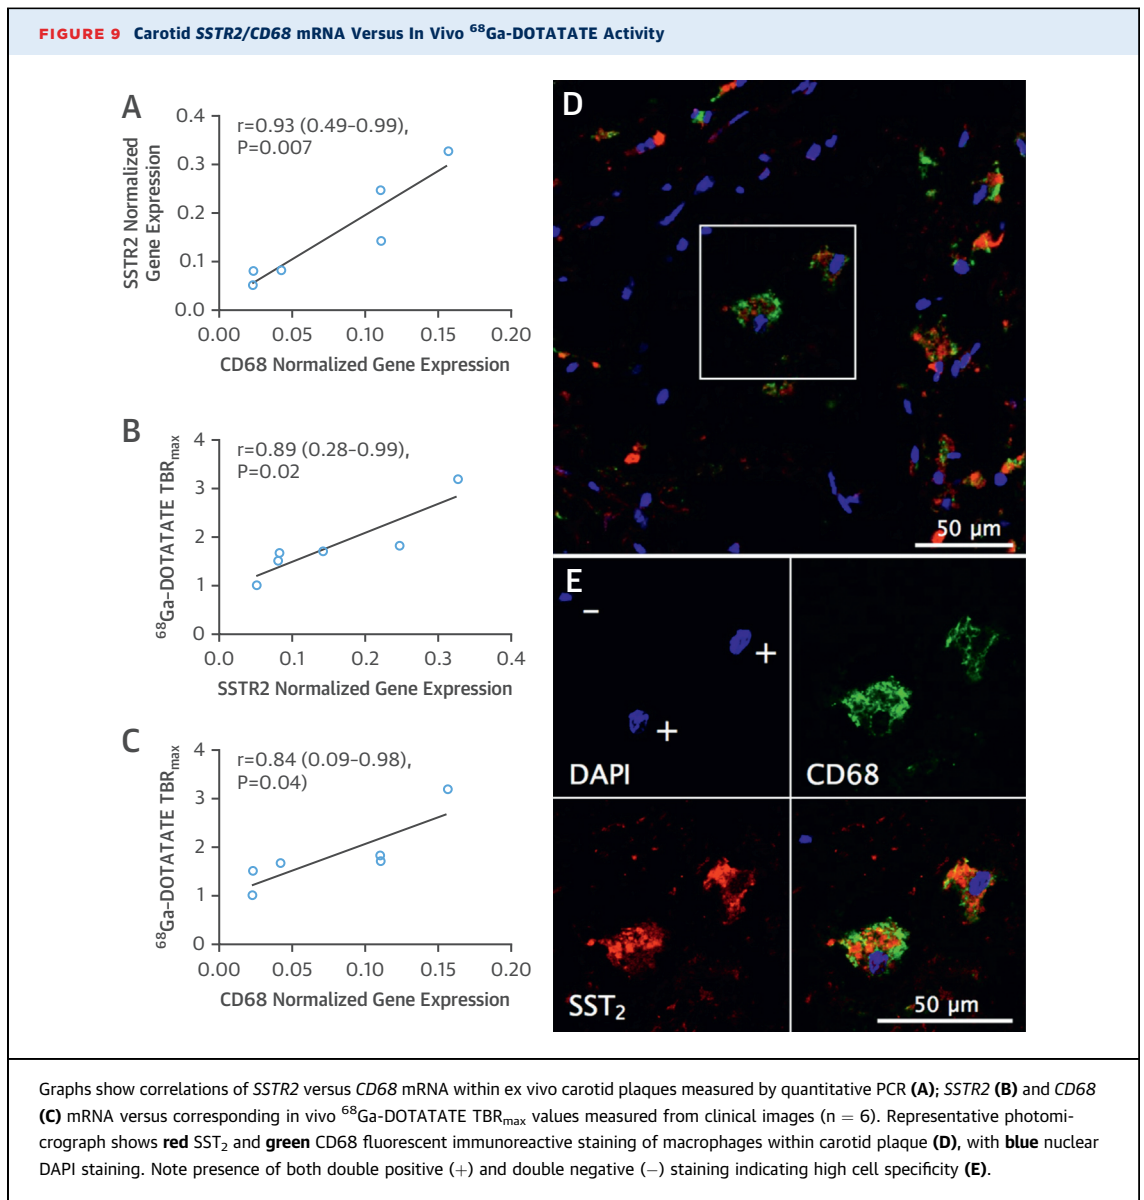 FIGURE 9 Carotid SSTR2/CD68 mRNA Versus In Vivo ⁶⁸Ga-DOTATATE Activity
A
r=0.93 (0.49–0.99),
P=0.007
SSTR2 Normalized
Gene Expression
0.4
0.3
0.2
0.1
0.0
0.00 0.05 0.10 0.15 0.20
CD68 Normalized Gene Expression
B
r=0.89 (0.28–0.99),
P=0.02
⁶⁸Ga-DOTATATE TBRmax
4
3
2
1
0
0.0 0.1 0.2 0.3 0.4
SSTR2 Normalized Gene Expression
C
r=0.84 (0.09–0.98),
P=0.04)
⁶⁸Ga-DOTATATE TBRmax
4
3
2
1
0
0.00 0.05 0.10 0.15 0.20
CD68 Normalized Gene Expression
D
50 µm
E
−
+
+
DAPI
CD68
SST₂
50 µm
Graphs show correlations of SSTR2 versus CD68 mRNA within ex vivo carotid plaques measured by quantitative PCR (A); SSTR2 (B) and CD68
(C) mRNA versus corresponding in vivo ⁶⁸Ga-DOTATATE TBRmax values measured from clinical images (n = 6). Representative photomi-
crograph shows red SST₂ and green CD68 fluorescent immunoreactive staining of macrophages within carotid plaque (D), with blue nuclear
DAPI staining. Note presence of both double positive (+) and double negative (−) staining indicating high cell specificity (E).